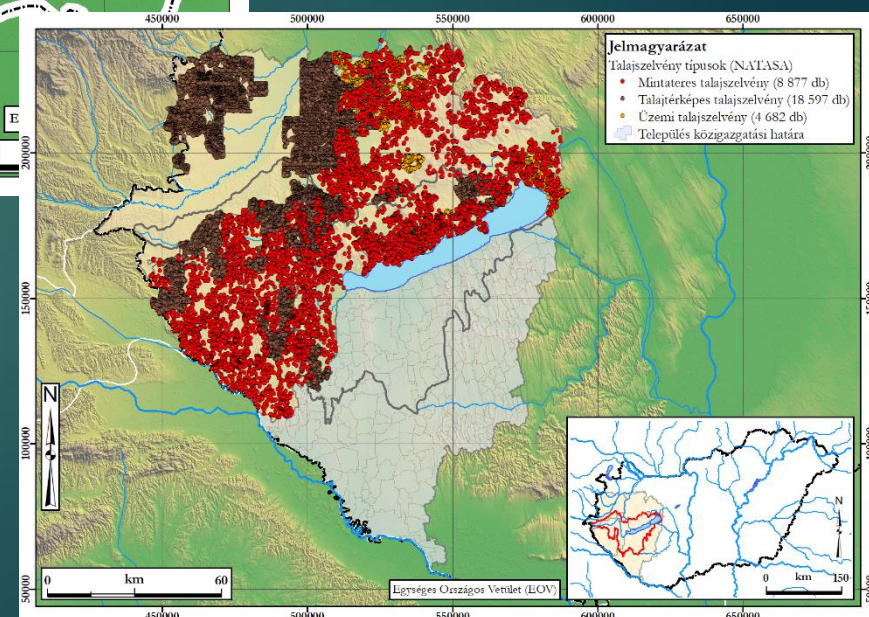 E
450000 500000 550000 600000 650000
Jelmagyarázat
Talajszelvény típusok (NATASA)
Mintateres talajszelvény (8 877 db)
Talajtérképes talajszelvény (18 597 db)
Üzemi talajszelvény (4 682 db)
Település közigazgatási határa
200000 200000
150000 150000
100000
N
N
0 km 60
50000
Egységes Országos Vetület (EOV)
0 km 150
450000 500000 550000 600000 650000